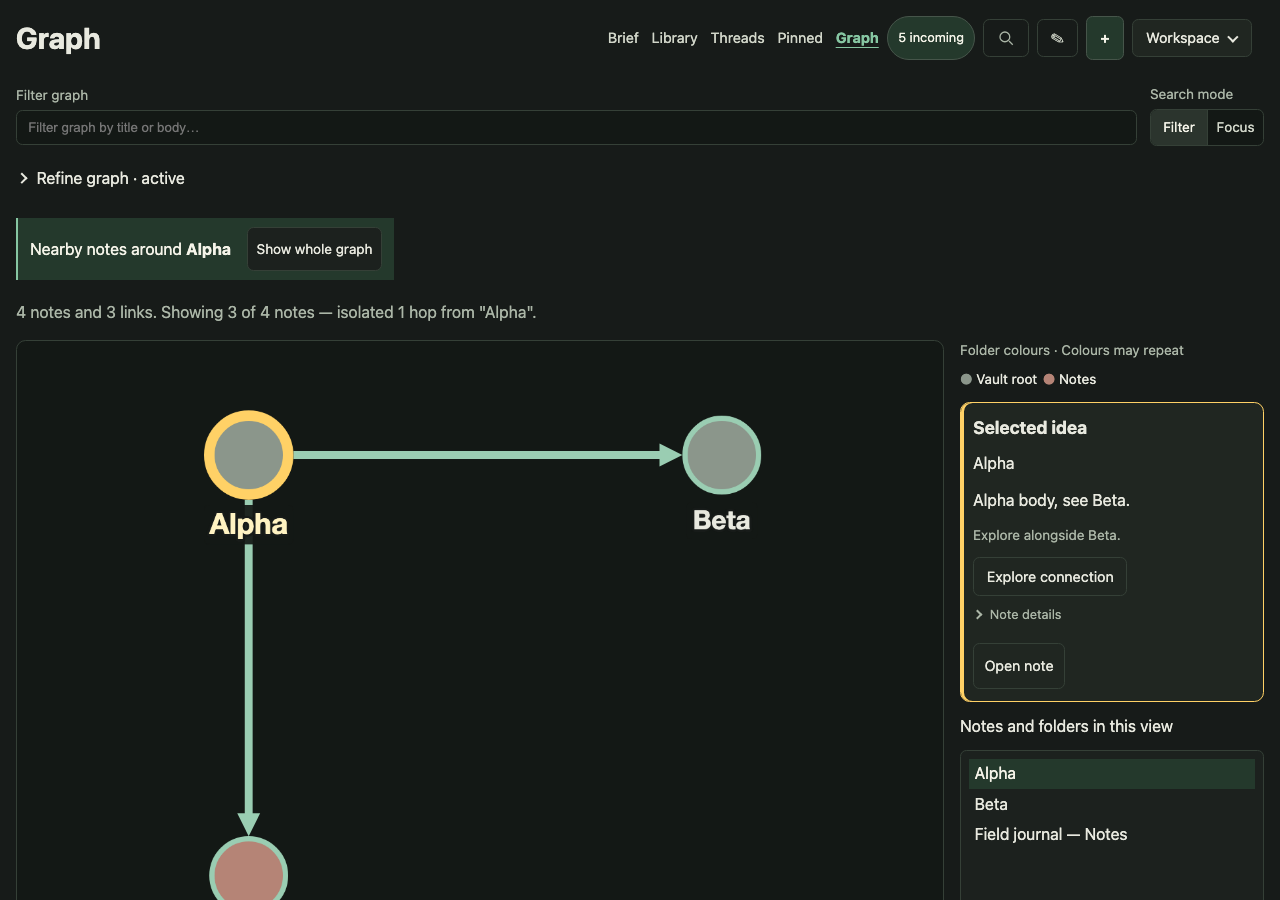 Graph
Brief Library Threads Pinned Graph 5 incoming + Workspace
Filter graph
Search mode
Filter graph by title or body…
Filter Focus
Refine graph · active
Nearby notes around Alpha Show whole graph
4 notes and 3 links. Showing 3 of 4 notes — isolated 1 hop from "Alpha".
Alpha
Beta
Folder colours · Colours may repeat
Vault root Notes
Selected idea
Alpha
Alpha body, see Beta.
Explore alongside Beta.
Explore connection
Note details
Open note
Notes and folders in this view
Alpha
Beta
Field journal — Notes